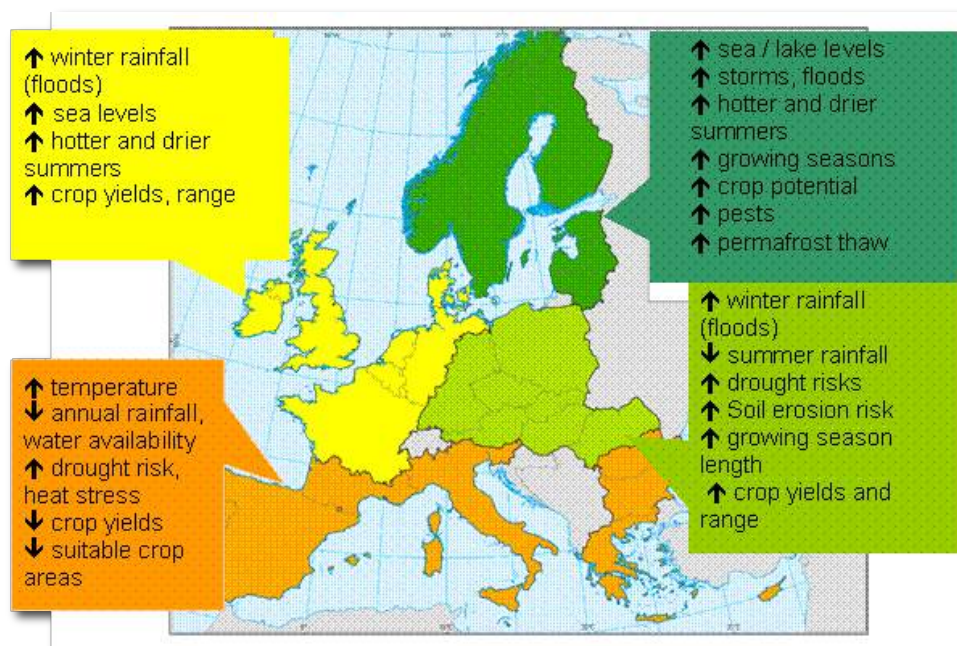 ↑ winter rainfall
(floods)
↑ sea levels
↑ hotter and drier
summers
↑ crop yields, range
↑ sea / lake levels
↑ storms, floods
↑ hotter and drier
summers
↑ growing seasons
↑ crop potential
↑ pests
↑ permafrost thaw
↑ temperature
↓ annual rainfall,
water availability
↑ drought risk,
heat stress
↓ crop yields
↓ suitable crop
areas
↑ winter rainfall
(floods)
↓ summer rainfall
↑ drought risks
↑ Soil erosion risk
↑ growing season
length
↑ crop yields and
range